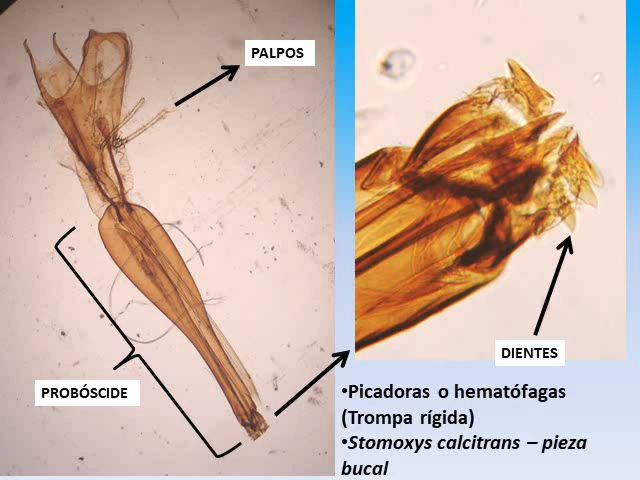 PALPOS
PROBÓSCIDE
DIENTES
•Picadoras o hematófagas
(Trompa rígida)
•Stomoxys calcitrans – pieza
bucal